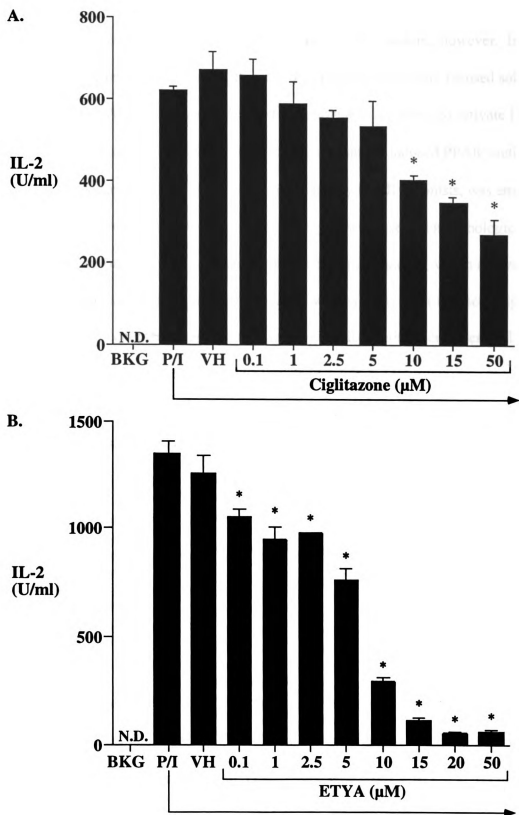 A.
800
600
IL-2
(U/ml)
400
200
0
N.D.
* * *
BKG P/I VH 0.1 1 2.5 5 10 15 50
Ciglitazone (µM)
B.
1500
1000
IL-2
(U/ml)
500
0
N.D.
* * * * * * * *
BKG P/I VH 0.1 1 2.5 5 10 15 20 50
ETYA (µM)